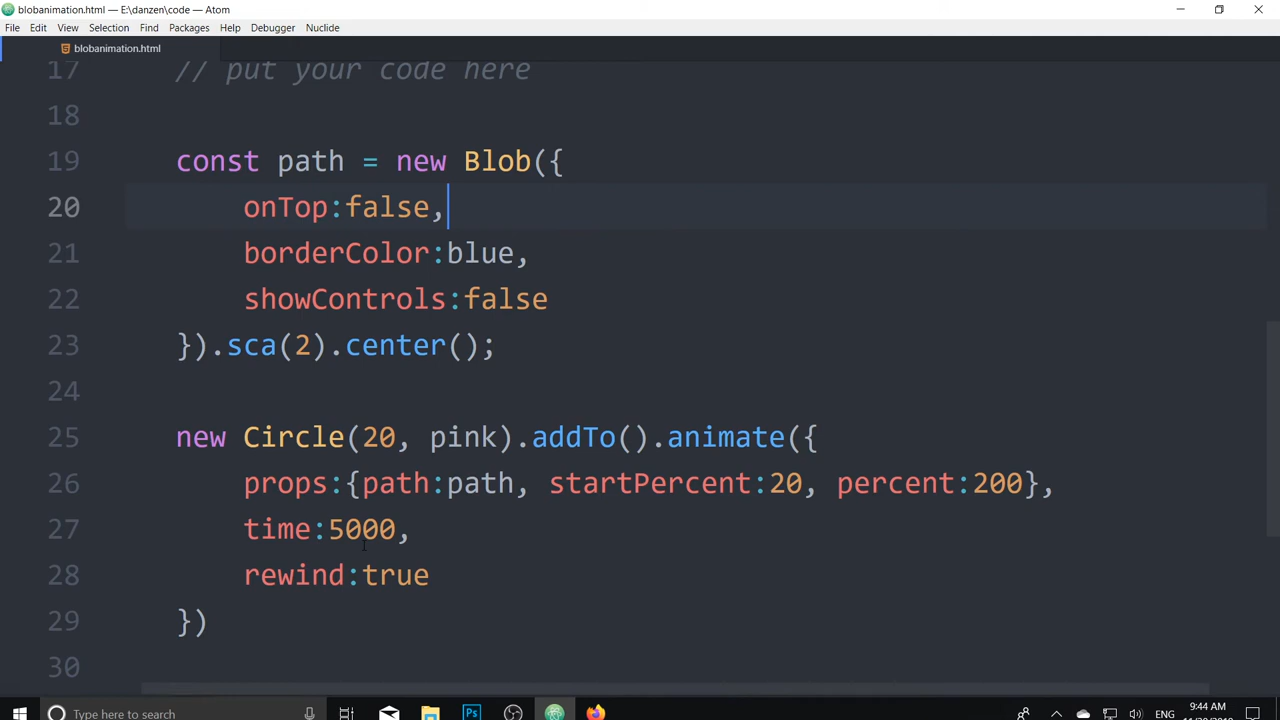 blobanimation.html — E:\danzen\code — Atom
File Edit View Selection Find Packages Help Debugger Nuclide
blobanimation.html
17 // put your code here
18
19 const path = new Blob({
20 onTop:false,
21 borderColor:blue,
22 showControls:false
23 }).sca(2).center();
24
25 new Circle(20, pink).addTo().animate({
26 props:{path:path, startPercent:20, percent:200},
27 time:5000,
28 rewind:true
29 })
30
Type here to search
Ps
ENG
9:44 AM